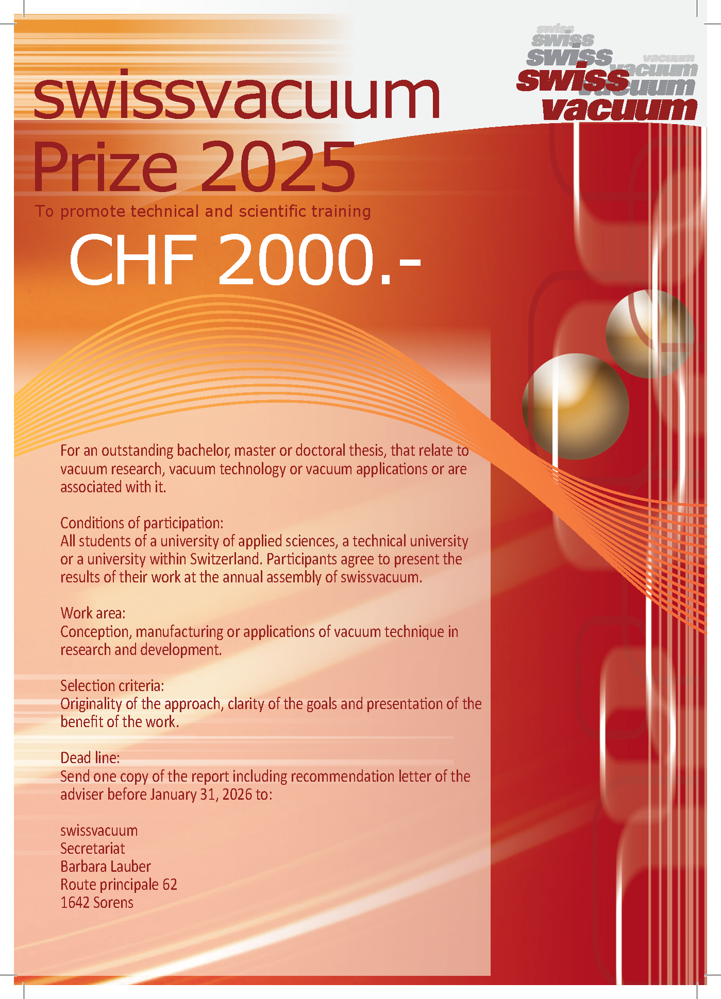 swiss
swiss
swiss
swiss
vacuum
vacuum
vacuum
vacuum
swissvacuum
Prize 2025
To promote technical and scientific training
CHF 2000.-
For an outstanding bachelor, master or doctoral thesis, that relate to
vacuum research, vacuum technology or vacuum applications or are
associated with it.
Conditions of participation:
All students of a university of applied sciences, a technical university
or a university within Switzerland. Participants agree to present the
results of their work at the annual assembly of swissvacuum.
Work area:
Conception, manufacturing or applications of vacuum technique in
research and development.
Selection criteria:
Originality of the approach, clarity of the goals and presentation of the
benefit of the work.
Dead line:
Send one copy of the report including recommendation letter of the
adviser before January 31, 2026 to:
swissvacuum
Secretariat
Barbara Lauber
Route principale 62
1642 Sorens